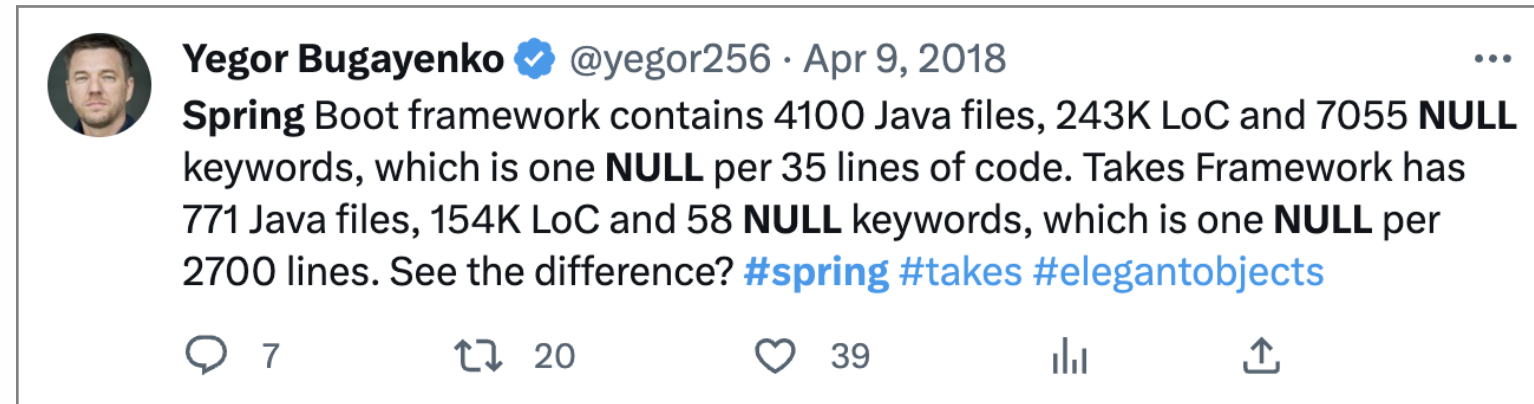 Yegor Bugayenko @yegor256 · Apr 9, 2018
Spring Boot framework contains 4100 Java files, 243K LoC and 7055 NULL
keywords, which is one NULL per 35 lines of code. Takes Framework has
771 Java files, 154K LoC and 58 NULL keywords, which is one NULL per
2700 lines. See the difference? #spring #takes #elegantobjects
7 20 39